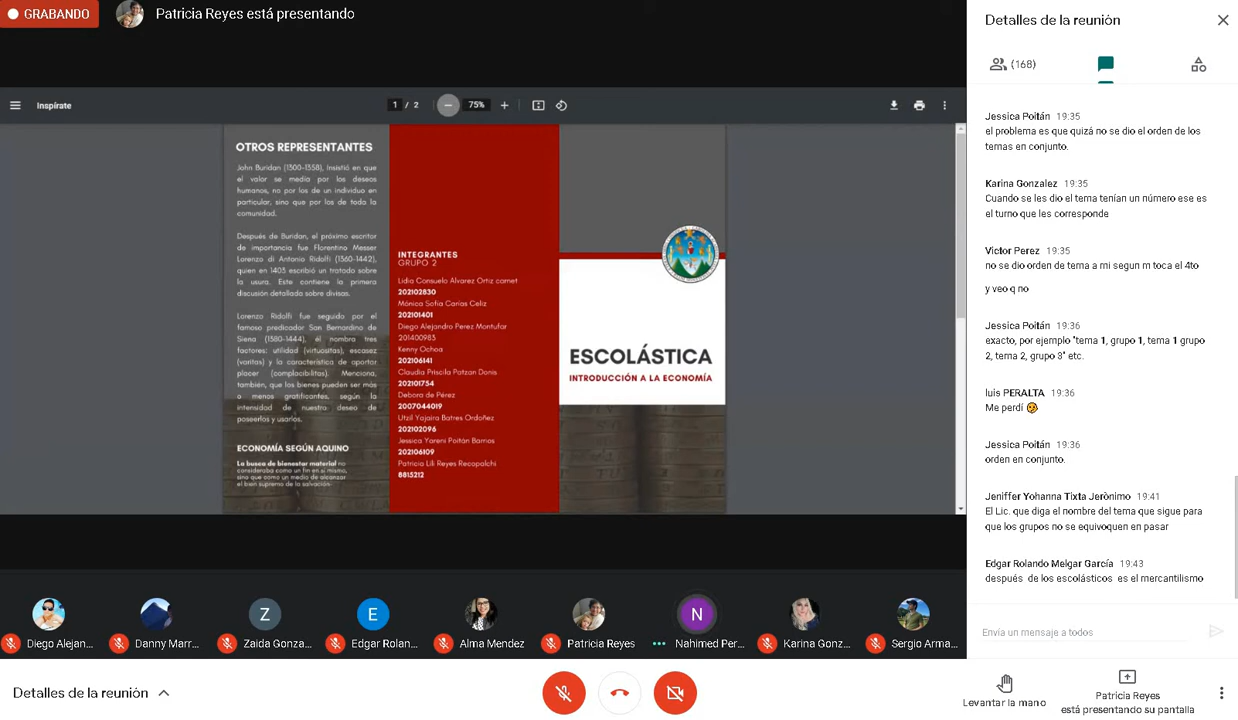 GRABANDO
Patricia Reyes está presentando
Inspírate
1 / 2
75%
OTROS REPRESENTANTES
John Buridan (1300-1358), Insistió en que
el valor se media por los deseos
humanos, no por los de un individuo en
particular, sino que por los de toda la
comunidad.
Después de Buridan, el próximo escritor
de importancia fue Florentino Messer
Lorenzo di Antonio Ridolfi (1360-1442),
quien en 1403 escribió un tratado sobre
la usura. Este contiene la primera
discusión detallada sobre divisas.
Lorenzo Ridolfi fue seguido por el
famoso predicador San Bernardino de
Siena (1380-1444), él nombra tres
factores: utilidad (virtuositas), escasez
(raritas) y la característica de aportar
placer (complacibilitas). Menciona,
también, que los bienes pueden ser más
o menos gratificantes, según la
intensidad de nuestro deseo de
poseerlos y usarlos.
ECONOMÍA SEGÚN AQUINO
La busca de bienestar material no
consideraba como un fin en si mismo,
sino que como un medio de alcanzar
el bien supremo de la salvación.
INTEGRANTES
GRUPO 2
Lidia Consuelo Alvarez Ortiz carnet
202102830
Mónica Sofía Carías Celiz
202101401
Diego Alejandro Perez Montufar
201400983
Kenny Ochoa
202106141
Claudia Priscila Patzan Donis
202101754
Debora de Pérez
2007044019
Utzil Yajaira Batres Ordoñez
202102096
Jessica Yareni Poitán Ramos
202106109
Patricia Lili Reyes Recopalchi
8815212
ESCOLÁSTICA
INTRODUCCIÓN A LA ECONOMÍA
Detalles de la reunión
(168)
Jessica Poitán 19:35
el problema es que quizá no se dio el orden de los
temas en conjunto.
Karina Gonzalez 19:35
Cuando se les dio el tema tenían un número ese es
el turno que les corresponde
Victor Perez 19:35
no se dio orden de tema a mi segun m toca el 4to
y veo q no
Jessica Poitán 19:36
exacto, por ejemplo "tema 1, grupo 1, tema 1 grupo
2, tema 2, grupo 3" etc.
luis PERALTA 19:36
Me perdí 🤔
Jessica Poitán 19:36
orden en conjunto.
Jeniffer Yohanna Tixta Jerònimo 19:41
El Lic. que diga el nombre del tema que sigue para
que los grupos no se equivoquen en pasar
Edgar Rolando Melgar García 19:43
después de los escolásticos es el mercantilismo
Envía un mensaje a todos
Z
E
N
Diego Alejan...
Danny Marr...
Zaida Gonza...
Edgar Rolan...
Alma Mendez
Patricia Reyes
Nahimed Per...
Karina Gonz...
Sergio Arma...
Detalles de la reunión
Levantar la mano
Patricia Reyes
está presentando su pantalla